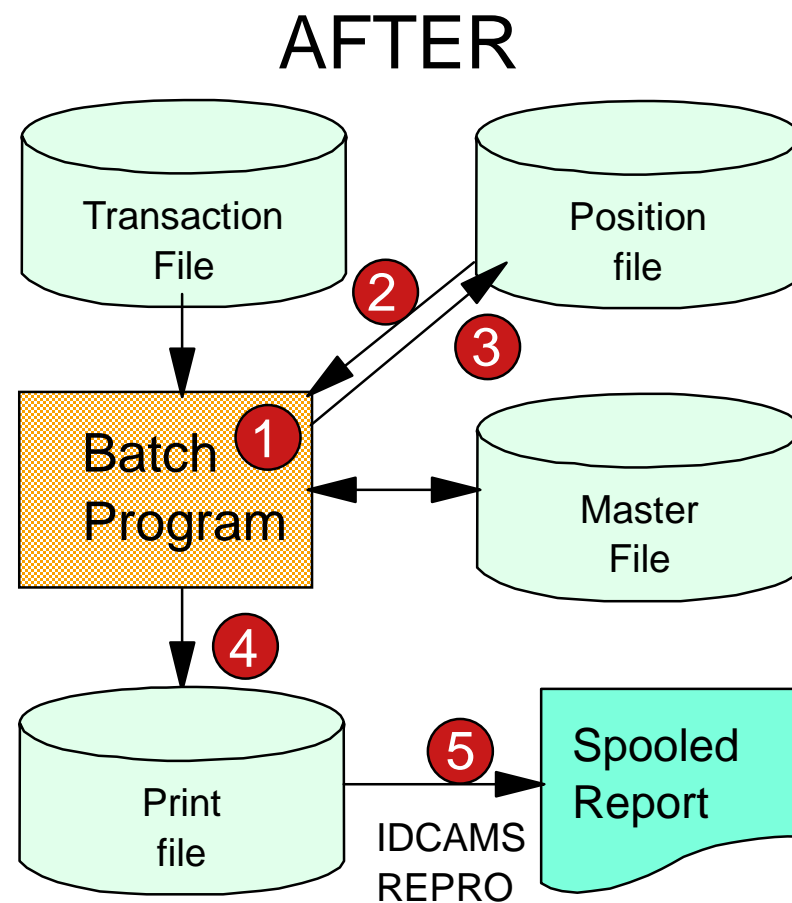 AFTER
Transaction
File
Position
file
2
3
1
Batch
Program
Master
File
4
5
Print
file
IDCAMS
REPRO
Spooled
Report